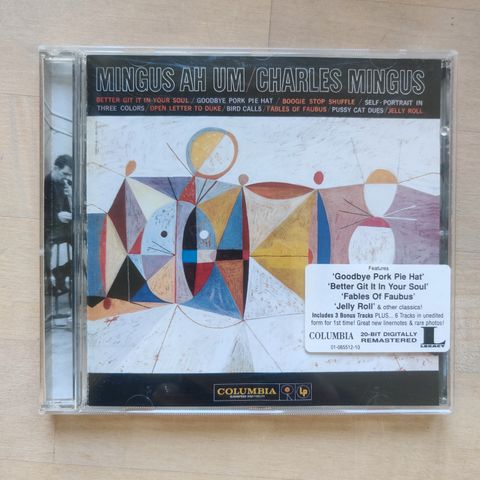 MINGUS AH UM / CHARLES MINGUS
BETTER GIT IT IN YOUR SOUL / GOODBYE PORK PIE HAT / BOOGIE STOP SHUFFLE / SELF-PORTRAIT IN
THREE COLORS / OPEN LETTER TO DUKE / BIRD CALLS / FABLES OF FAUBUS / PUSSY CAT DUES / JELLY ROLL
Features
'Goodbye Pork Pie Hat'
'Better Git It In Your Soul'
'Fables Of Faubus'
'Jelly Roll' & other classics!
Includes 3 Bonus Tracks PLUS... 6 Tracks in unedited
form for 1st time! Great new linernotes & rare photos!
COLUMBIA
20-BIT DIGITALLY
REMASTERED
L
LEGACY
01-065512-10
COLUMBIA
LP